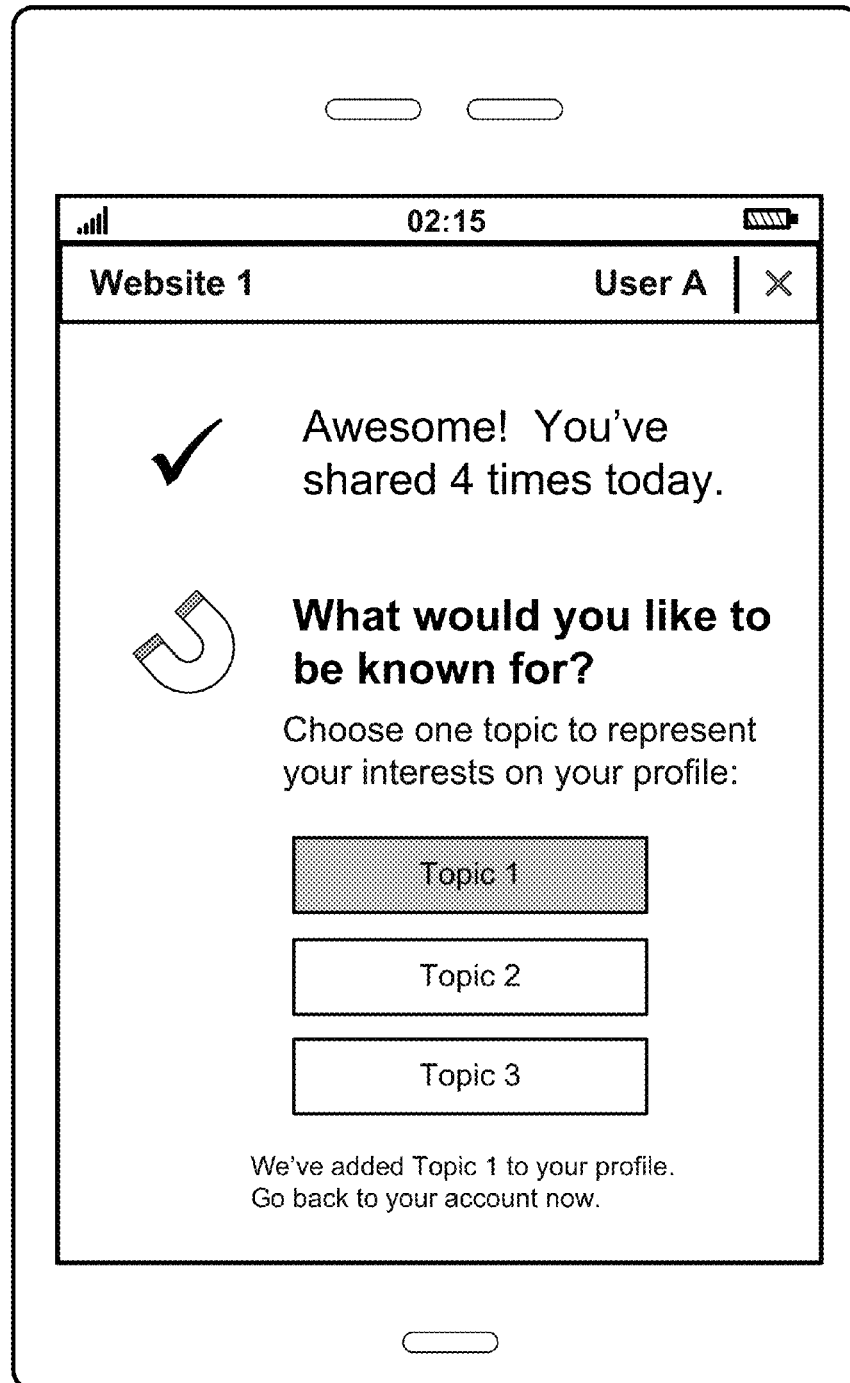 02:15
Website 1 User A
Awesome! You've
shared 4 times today.
What would you like to
be known for?
Choose one topic to represent
your interests on your profile:
Topic 1
Topic 2
Topic 3
We've added Topic 1 to your profile.
Go back to your account now.